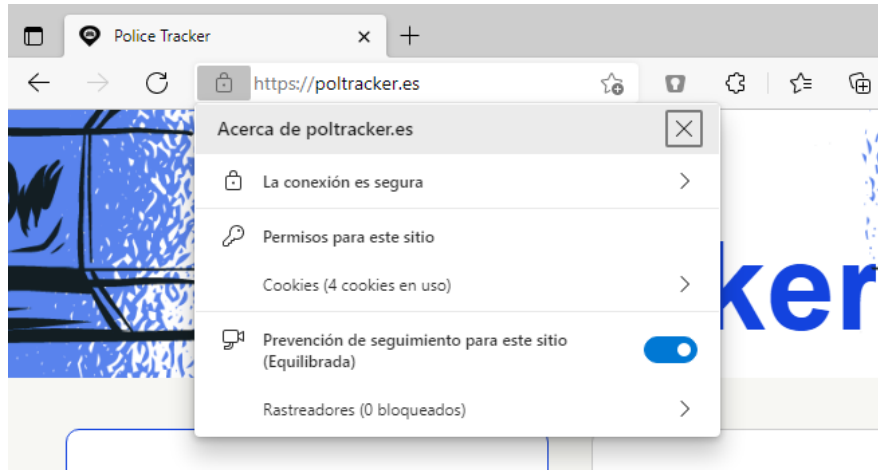 Police Tracker
https://poltracker.es
Acerca de poltracker.es
La conexión es segura
Permisos para este sitio
Cookies (4 cookies en uso)
ker
Prevención de seguimiento para este sitio
(Equilibrada)
Rastreadores (0 bloqueados)